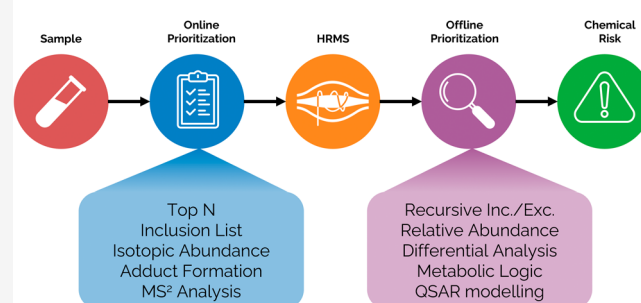 Sample
Online
Prioritization
HRMS
Offline
Prioritization
Chemical
Risk
Top N
Inclusion List
Isotopic Abundance
Adduct Formation
MS² Analysis
Recursive Inc./Exc.
Relative Abundance
Differential Analysis
Metabolic Logic
QSAR modelling